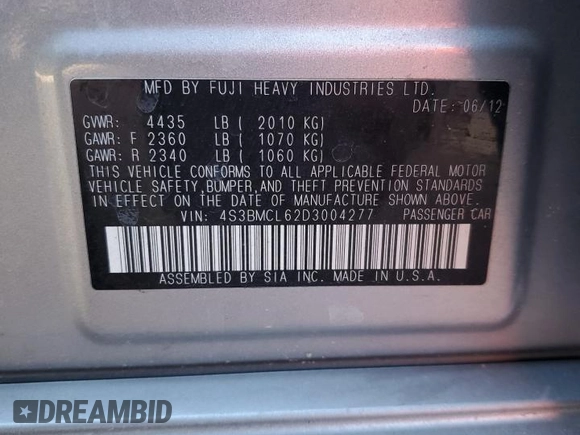 MFD BY FUJI HEAVY INDUSTRIES LTD.
DATE: 06/12
GVWR: 4435 LB ( 2010 KG)
GAWR: F 2360 LB ( 1070 KG)
GAWR: R 2340 LB ( 1060 KG)
THIS VEHICLE CONFORMS TO ALL APPLICABLE FEDERAL MOTOR
VEHICLE SAFETY, BUMPER, AND THEFT PREVENTION STANDARDS
IN EFFECT ON THE DATE OF MANUFACTURE SHOWN ABOVE.
VIN: 4S3BMCL62D3004277 PASSENGER CAR
ASSEMBLED BY SIA INC. MADE IN U.S.A.
DREAMBID